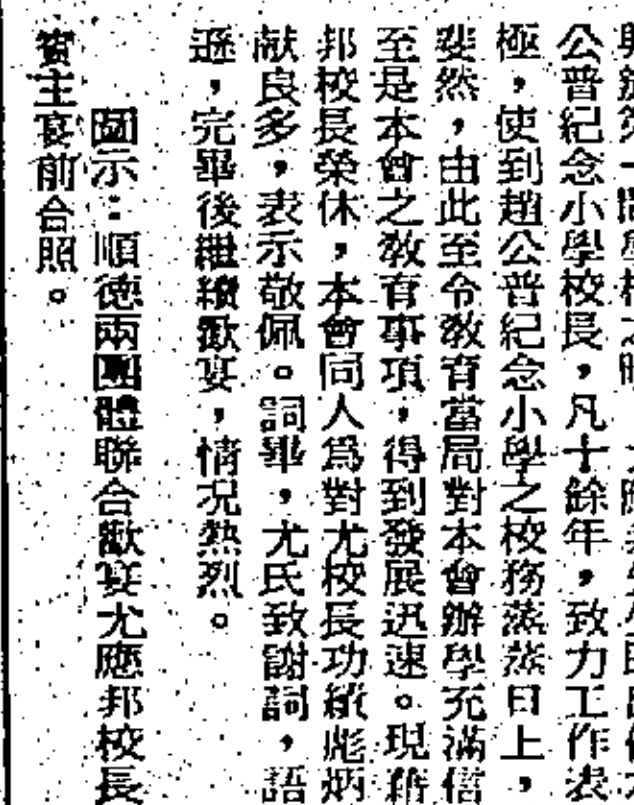 公普紀念小學校長,凡十餘年,致力工作表
極,使到趙公普紀念小學之校務蒸蒸日上,
斐然,由此至令教育當局對本會辦學充滿信
至是本會之教育事項,得到發展迅速。現藉
邦校長榮休,本會同人爲對尤校長功績彪炳
献良多,表示敬佩。詞畢,尤氏致謝詞,語
遜,完畢後繼續歡宴,情況熱烈。
圖示:順德兩團體聯合歡宴尤應邦校長
賓主宴前合照。